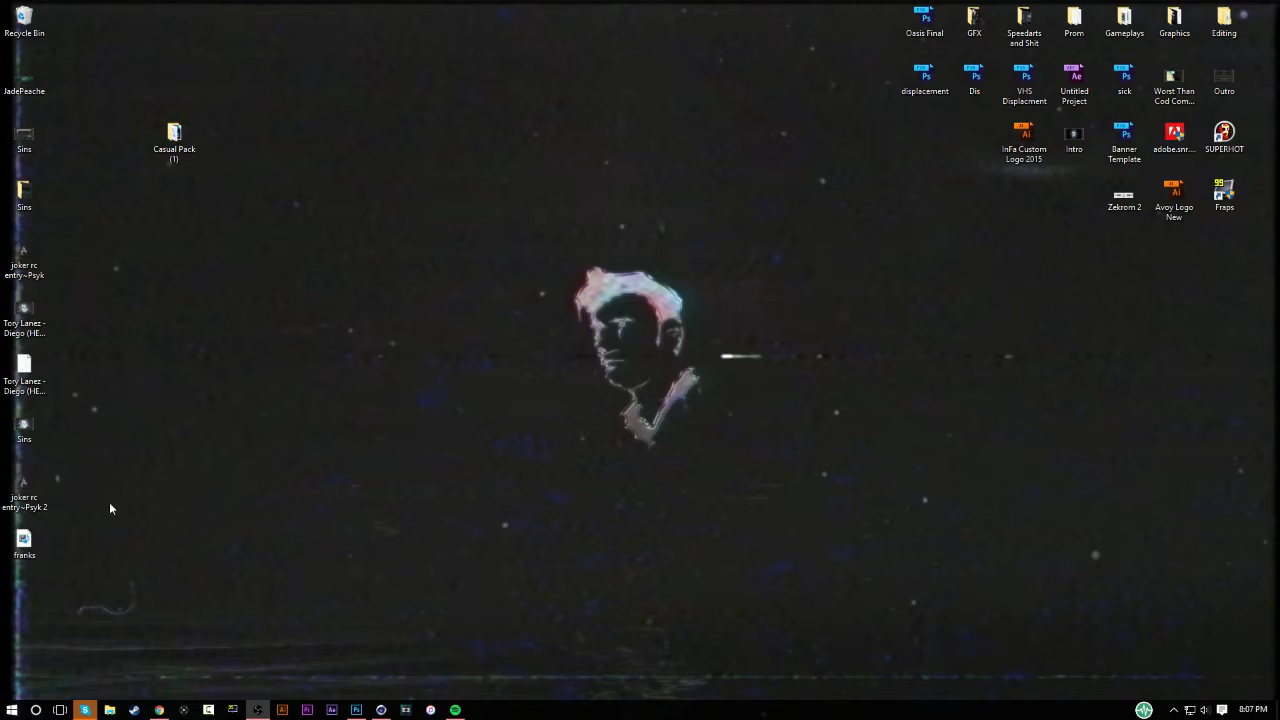 Recycle Bin
JadePeache
Sins
Sins
joker rc
entry~Psyk
Tory Lanez -
Diego (HE...
Tory Lanez -
Diego (HE...
Sins
joker rc
entry~Psyk 2
franks
Casual Pack
(1)
Oasis Final
GFX
Speedarts
and Shit
Prom
Gameplays
Graphics
Editing
displacement
Dis
VHS
Displacment
Untitled
Project
sick
Worst Than
Cod Com...
Outro
InFa Custom
Logo 2015
Intro
Banner
Template
adobe.snr....
SUPERHOT
Zekrom 2
Avoy Logo
New
Fraps
8:07 PM